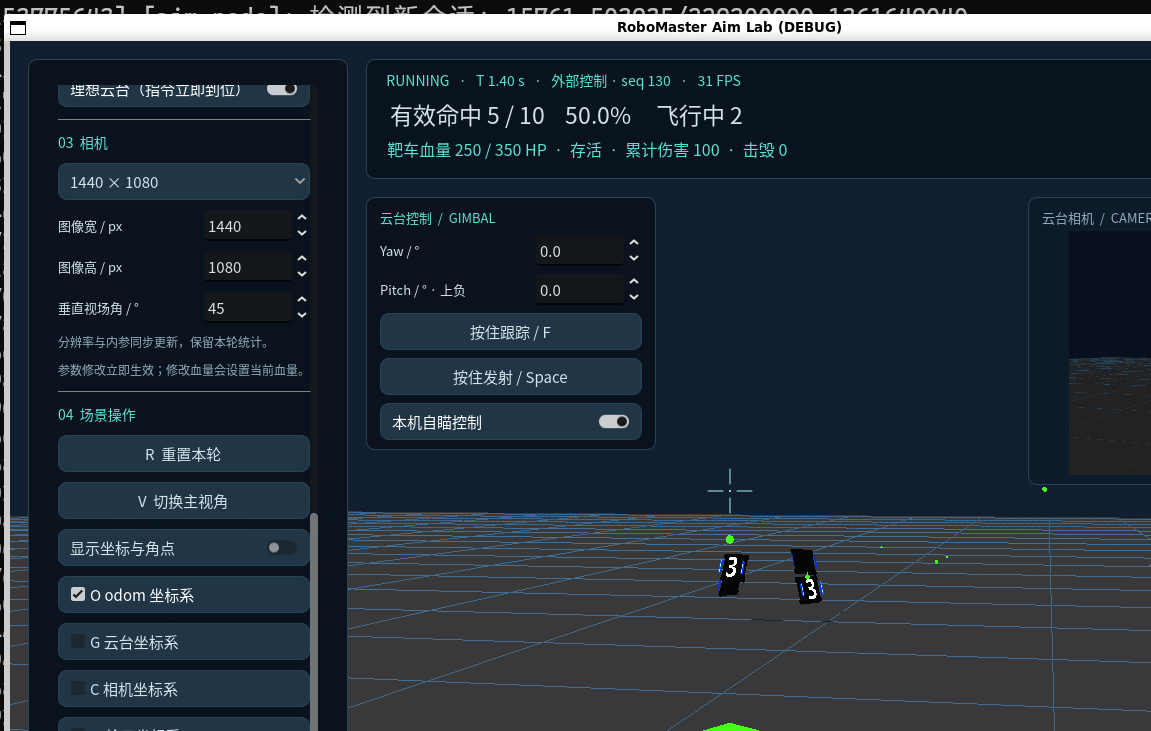 RoboMaster Aim Lab (DEBUG)
理想云台（指令立即到位）
03 相机
1440 × 1080
图像宽 / px 1440
图像高 / px 1080
垂直视场角 / ° 45
分辨率与内参同步更新，保留本轮统计。
参数修改立即生效；修改血量会设置当前血量。
04 场景操作
R 重置本轮
V 切换主视角
显示坐标与角点
O odom 坐标系
G 云台坐标系
C 相机坐标系
RUNNING · T 1.40 s · 外部控制 · seq 130 · 31 FPS
有效命中 5 / 10 50.0% 飞行中 2
靶车血量 250 / 350 HP · 存活 · 累计伤害 100 · 击毁 0
云台控制 / GIMBAL
Yaw / ° 0.0
Pitch / ° · 上负 0.0
按住跟踪 / F
按住发射 / Space
本机自瞄控制
云台相机 / CAMER
3
3